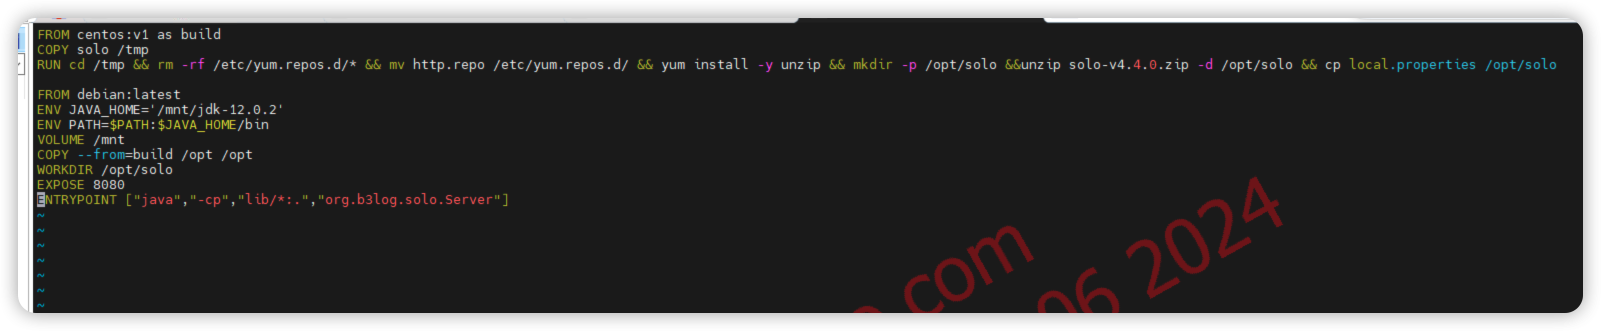 FROM centos:v1 as build
COPY solo /tmp
RUN cd /tmp && rm -rf /etc/yum.repos.d/* && mv http.repo /etc/yum.repos.d/ && yum install -y unzip && mkdir -p /opt/solo &&unzip solo-v4.4.0.zip -d /opt/solo && cp local.properties /opt/solo
FROM debian:latest
ENV JAVA_HOME='/mnt/jdk-12.0.2'
ENV PATH=$PATH:$JAVA_HOME/bin
VOLUME /mnt
COPY --from=build /opt /opt
WORKDIR /opt/solo
EXPOSE 8080
ENTRYPOINT ["java","-cp","lib/*:.","org.b3log.solo.Server"]
~
~
~
~
~
~
~
.com
06 2024